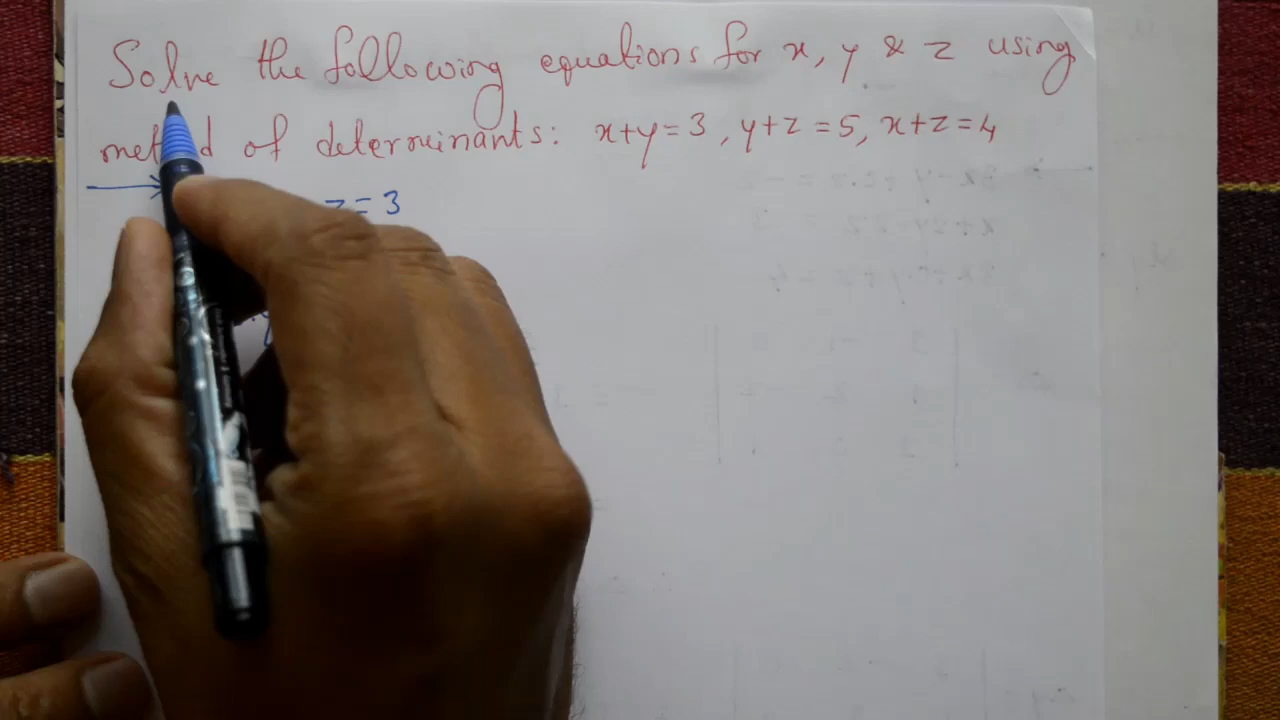 Solve the following equations for x, y & z using
method of determinants: x+y=3, y+z=5, x+z=4
z=3